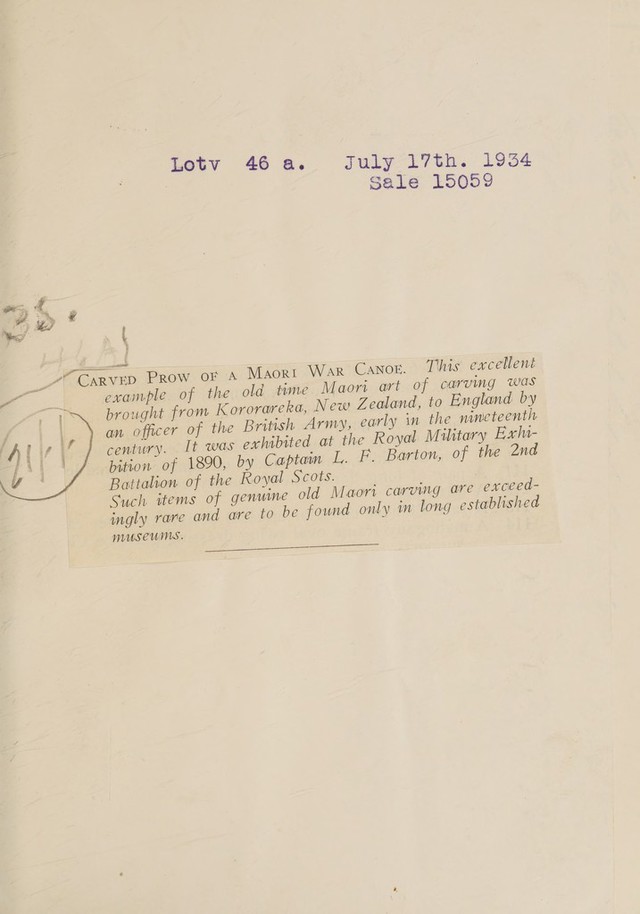 Lotv 46 a. July 17th. 1934
Sale 15059
35.
46A
CARVED PROW OF A MAORI WAR CANOE. This excellent
example of the old time Maori art of carving was
brought from Kororareka, New Zealand, to England by
an officer of the British Army, early in the nineteenth
century. It was exhibited at the Royal Military Exhi-
bition of 1890, by Captain L. F. Barton, of the 2nd
Battalion of the Royal Scots.
Such items of genuine old Maori carving are exceed-
ingly rare and are to be found only in long established
museums.